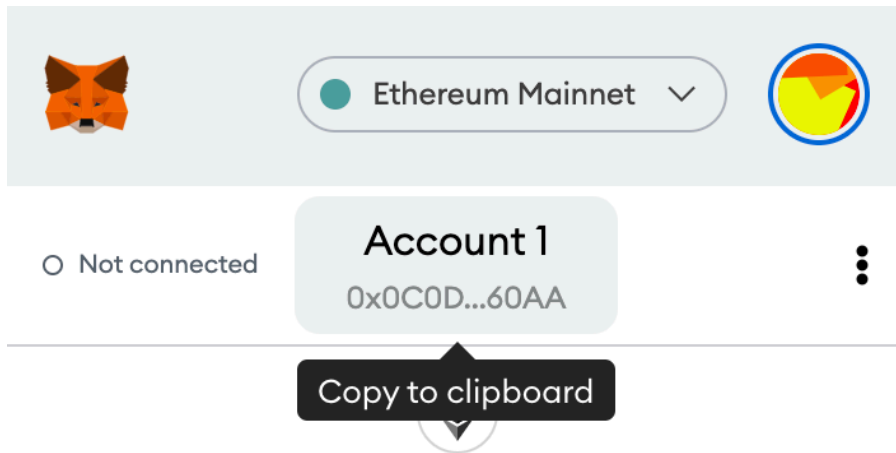 Ethereum Mainnet
Not connected
Account 1
0x0C0D...60AA
Copy to clipboard